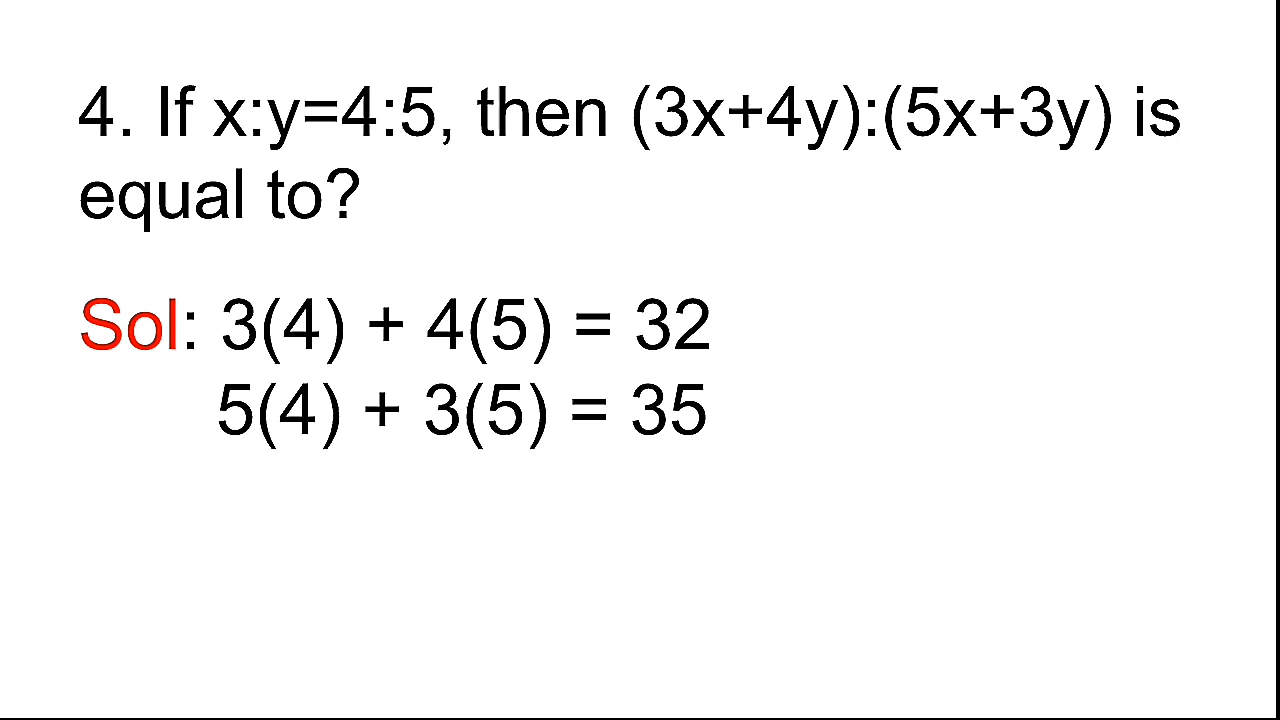 4. If x:y=4:5, then (3x+4y):(5x+3y) is
equal to?
Sol: 3(4) + 4(5) = 32
5(4) + 3(5) = 35